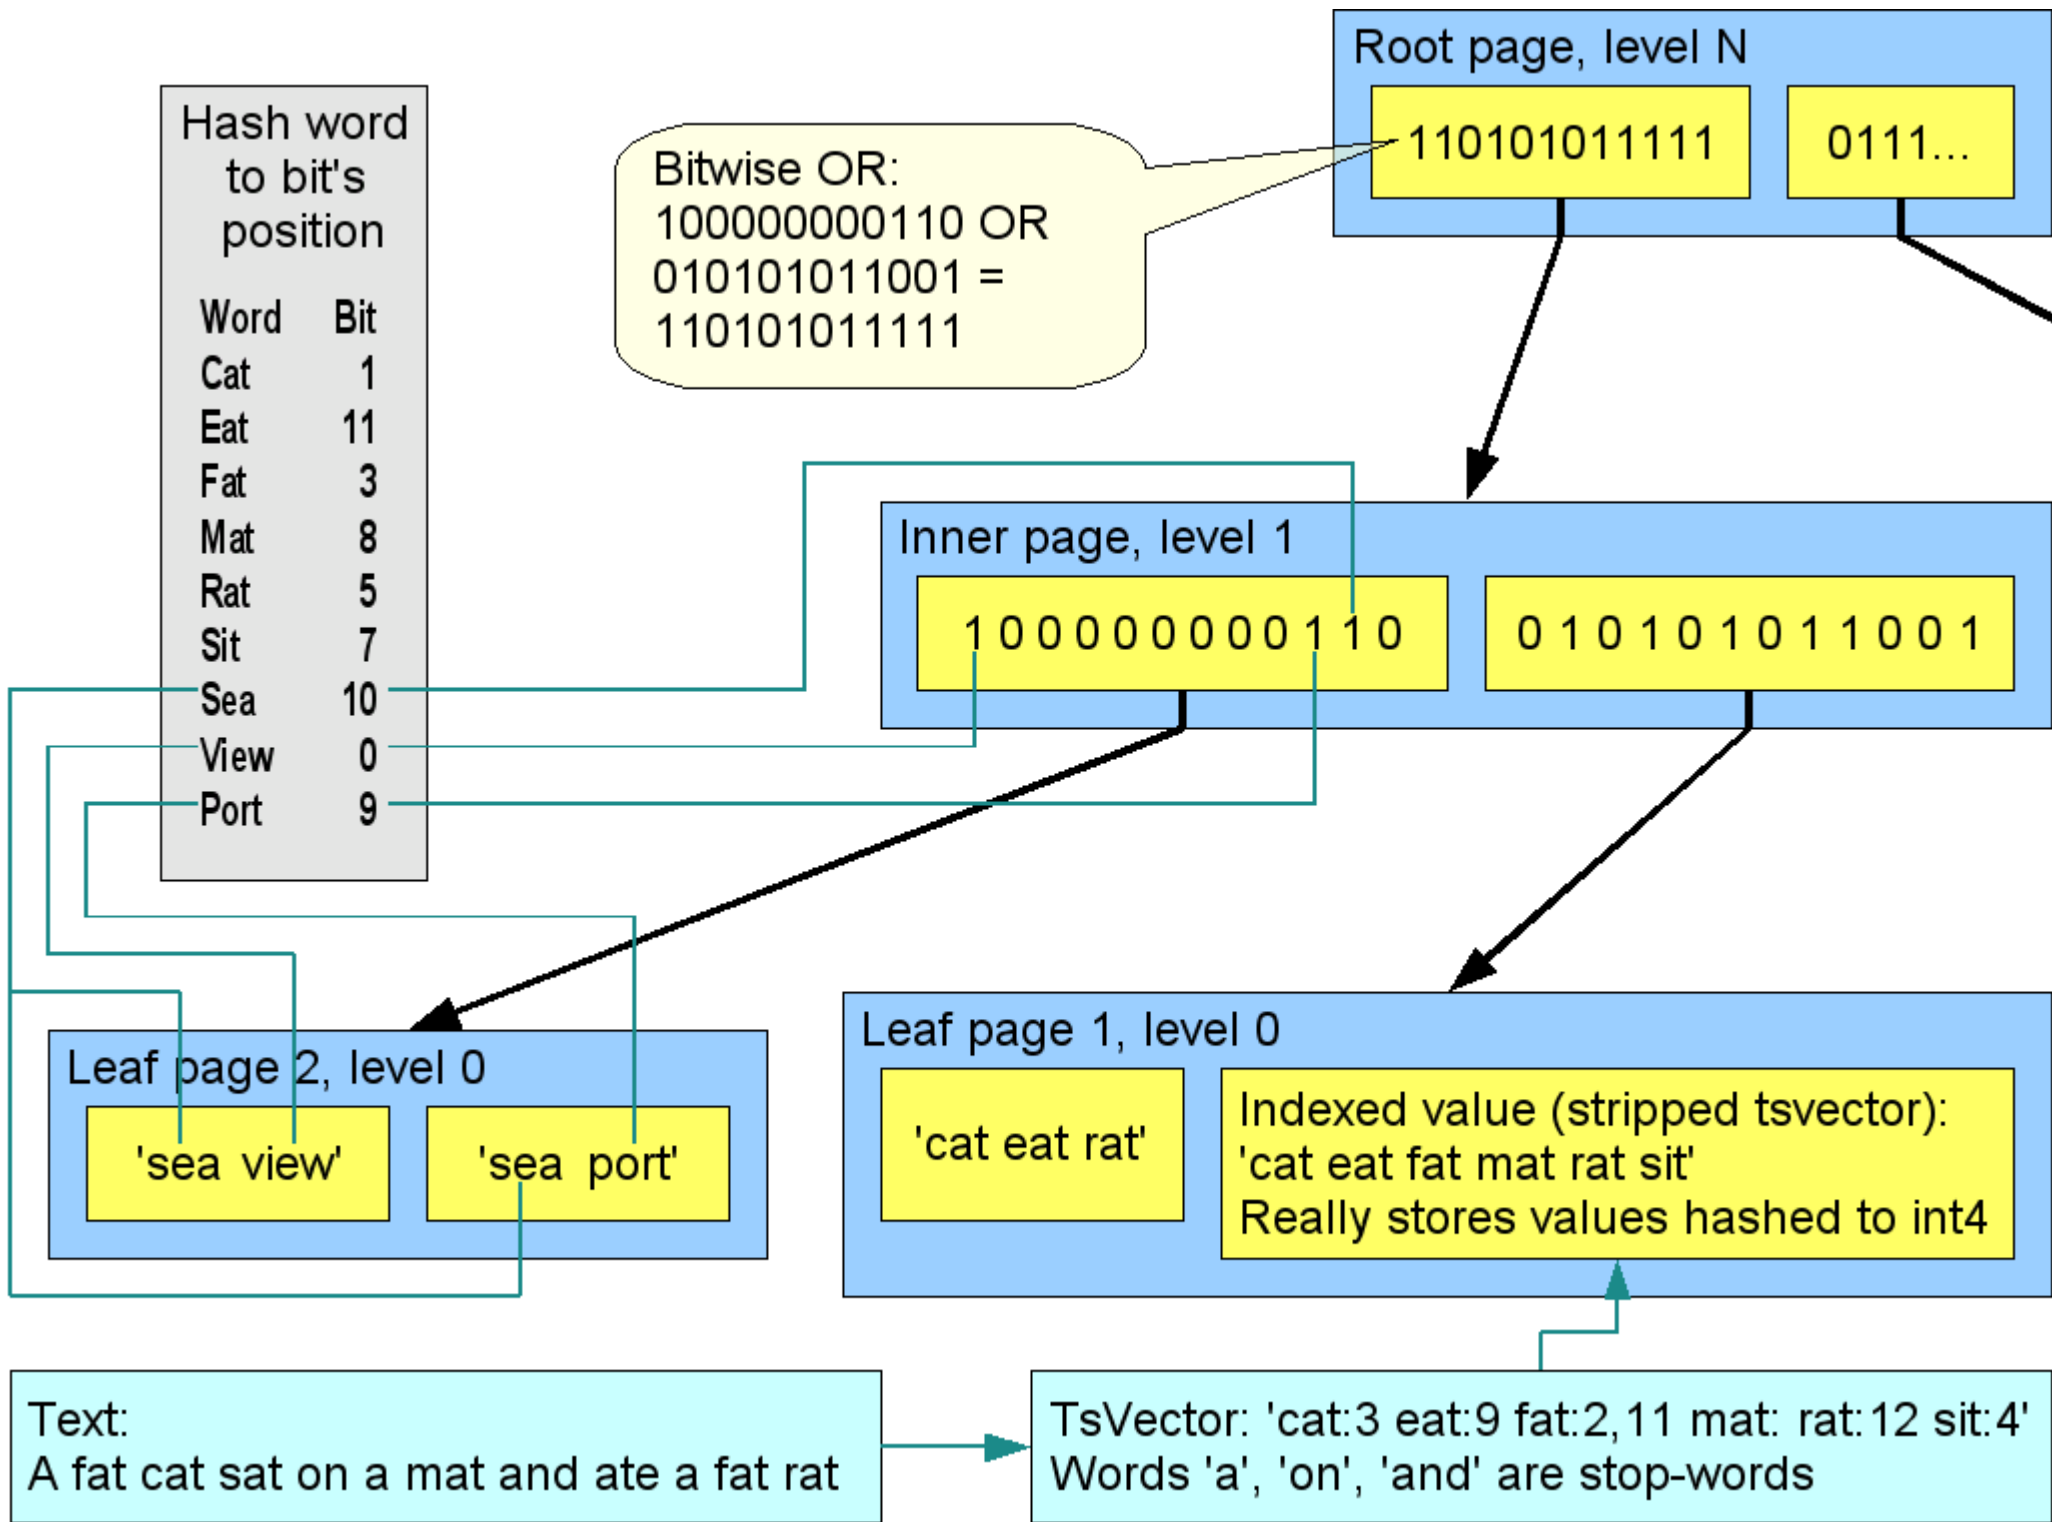 Root page, level N
110101011111
0111...
Hash word
to bit's
position
Word Bit
Cat 1
Eat 11
Fat 3
Mat 8
Rat 5
Sit 7
Sea 10
View 0
Port 9
Bitwise OR:
100000000110 OR
010101011001 =
110101011111
Inner page, level 1
1 0 0 0 0 0 0 0 0 1 1 0
0 1 0 1 0 1 0 1 1 0 0 1
Leaf page 2, level 0
'sea view'
'sea port'
Leaf page 1, level 0
'cat eat rat'
Indexed value (stripped tsvector):
'cat eat fat mat rat sit'
Really stores values hashed to int4
Text:
A fat cat sat on a mat and ate a fat rat
TsVector: 'cat:3 eat:9 fat:2,11 mat: rat:12 sit:4'
Words 'a', 'on', 'and' are stop-words